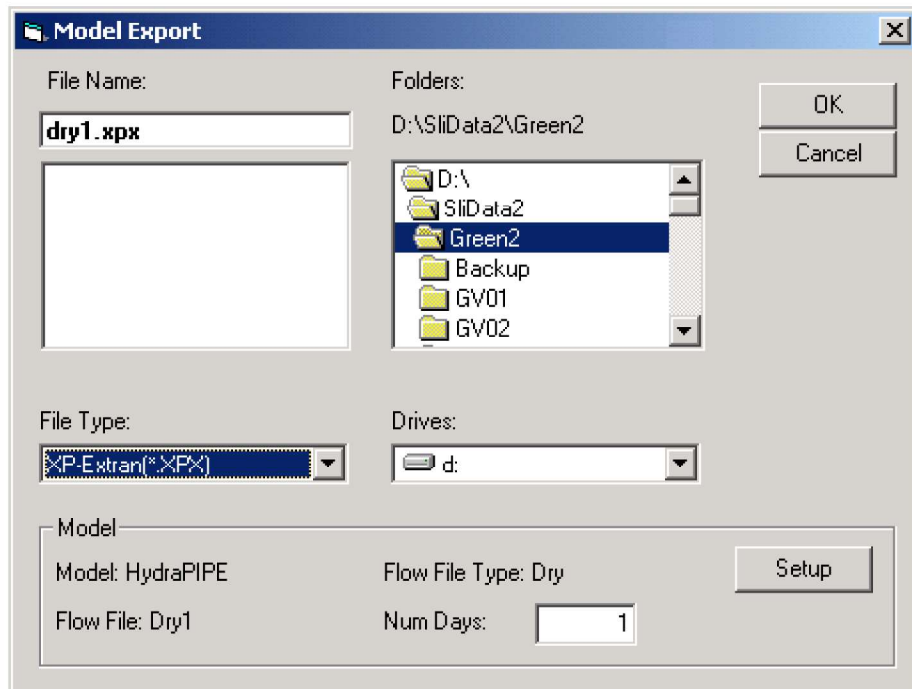 Model Export
File Name:
dry1.xpx
Folders:
D:\SliData2\Green2
D:\
SliData2
Green2
Backup
GV01
GV02
OK
Cancel
File Type:
XP-Extran(*.XPX)
Drives:
d:
Model
Model: HydraPIPE
Flow File Type: Dry
Setup
Flow File: Dry1
Num Days:
1